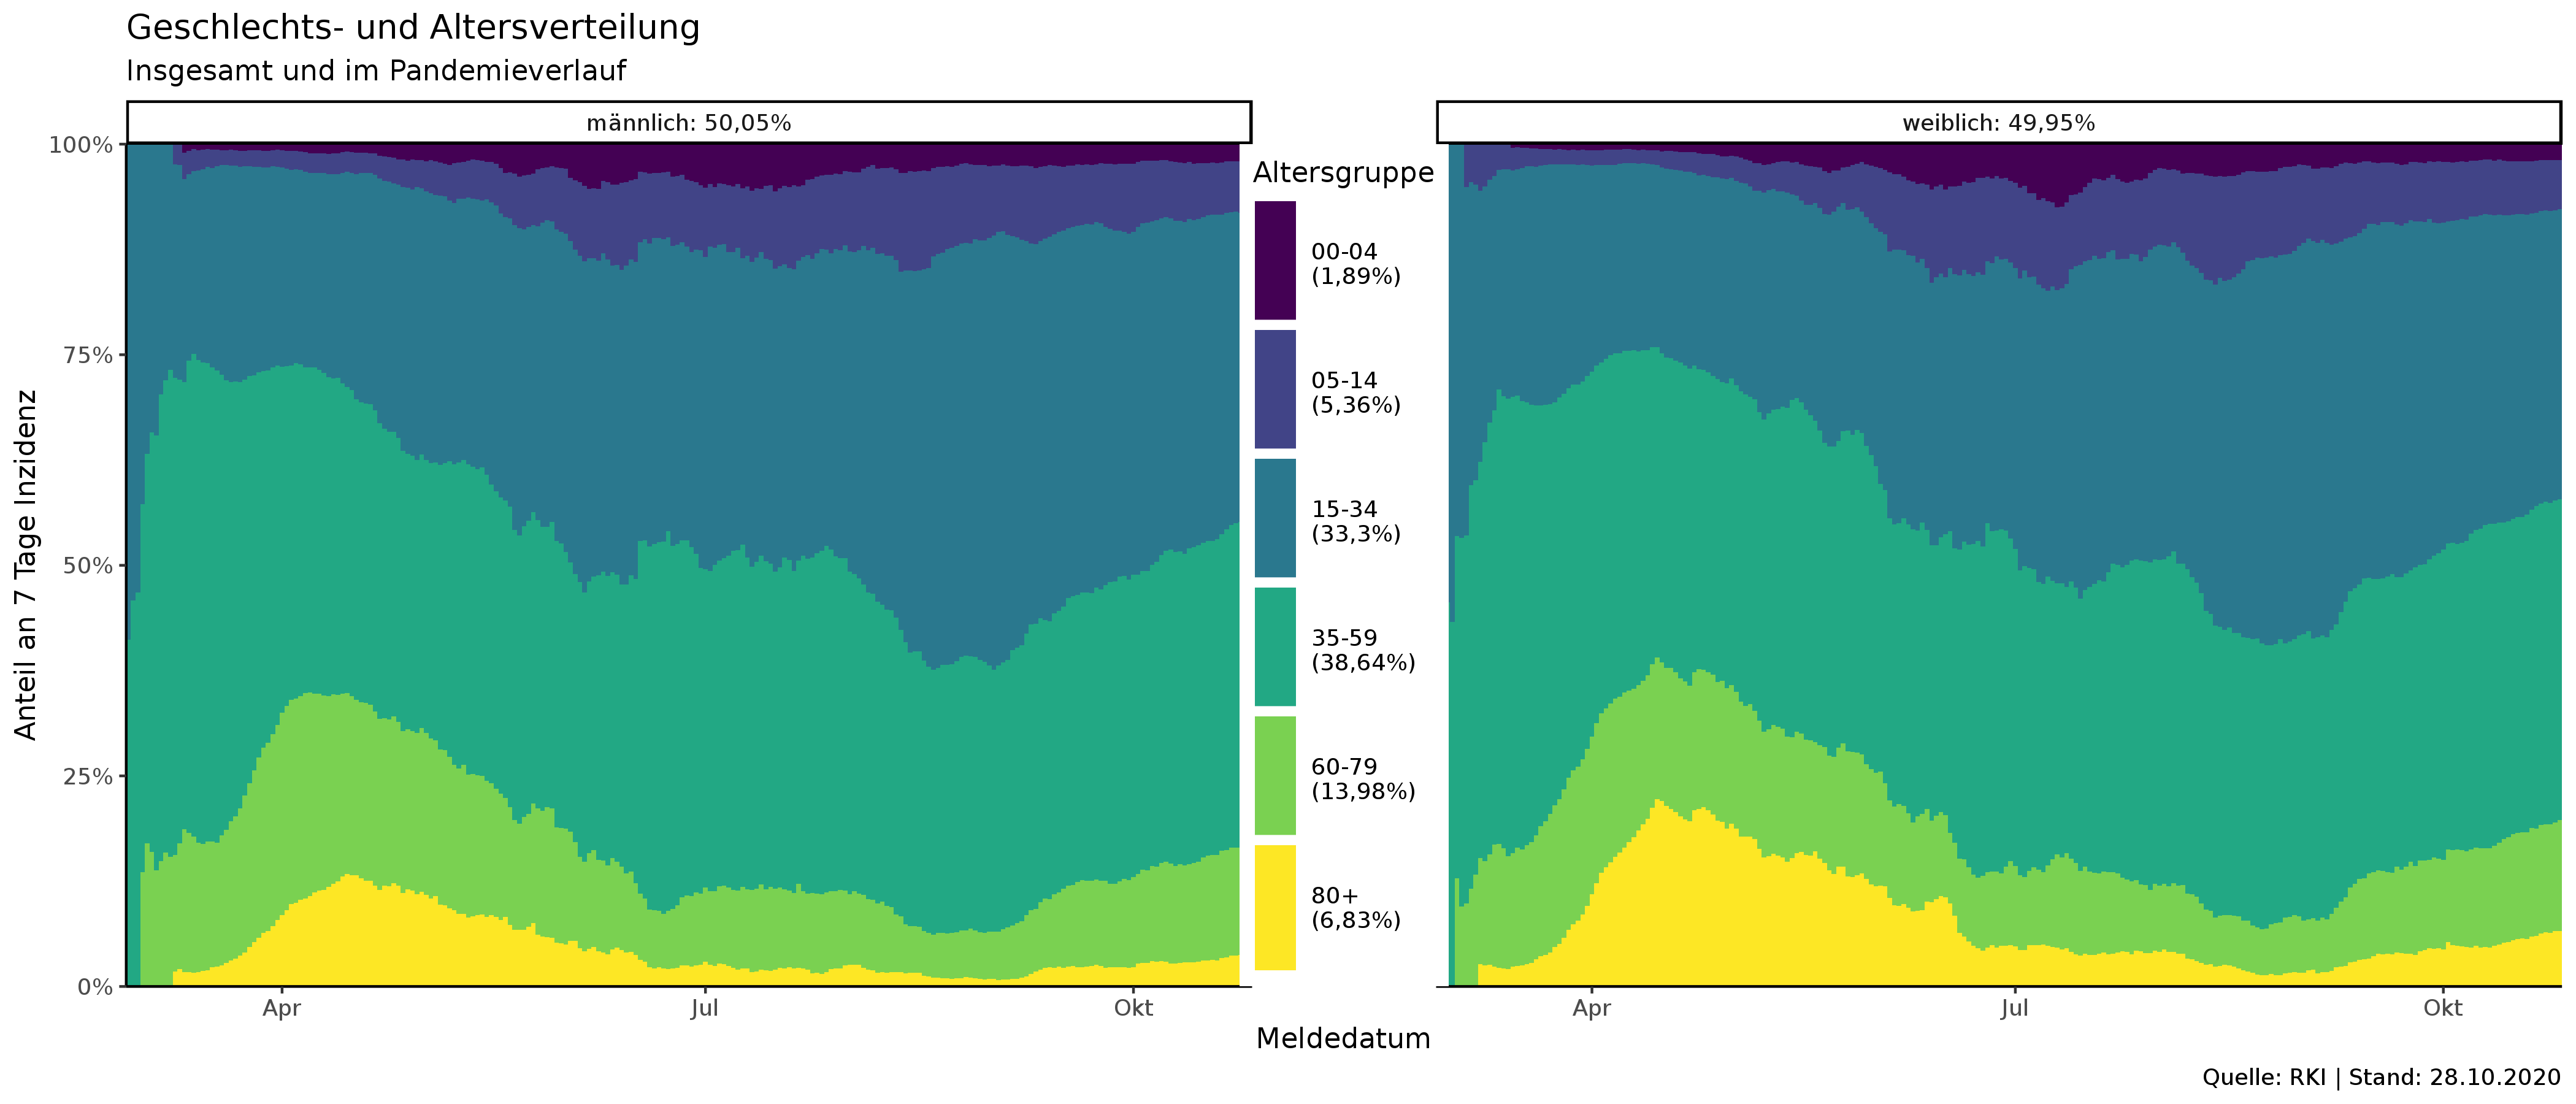 Geschlechts- und Altersverteilung
Insgesamt und im Pandemieverlauf
männlich: 50,05%
weiblich: 49,95%
Anteil an 7 Tage Inzidenz
100%
75%
50%
25%
0%
Altersgruppe
00-04
(1,89%)
05-14
(5,36%)
15-34
(33,3%)
35-59
(38,64%)
60-79
(13,98%)
80+
(6,83%)
Apr
Jul
Okt
Apr
Jul
Okt
Meldedatum
Quelle: RKI | Stand: 28.10.2020